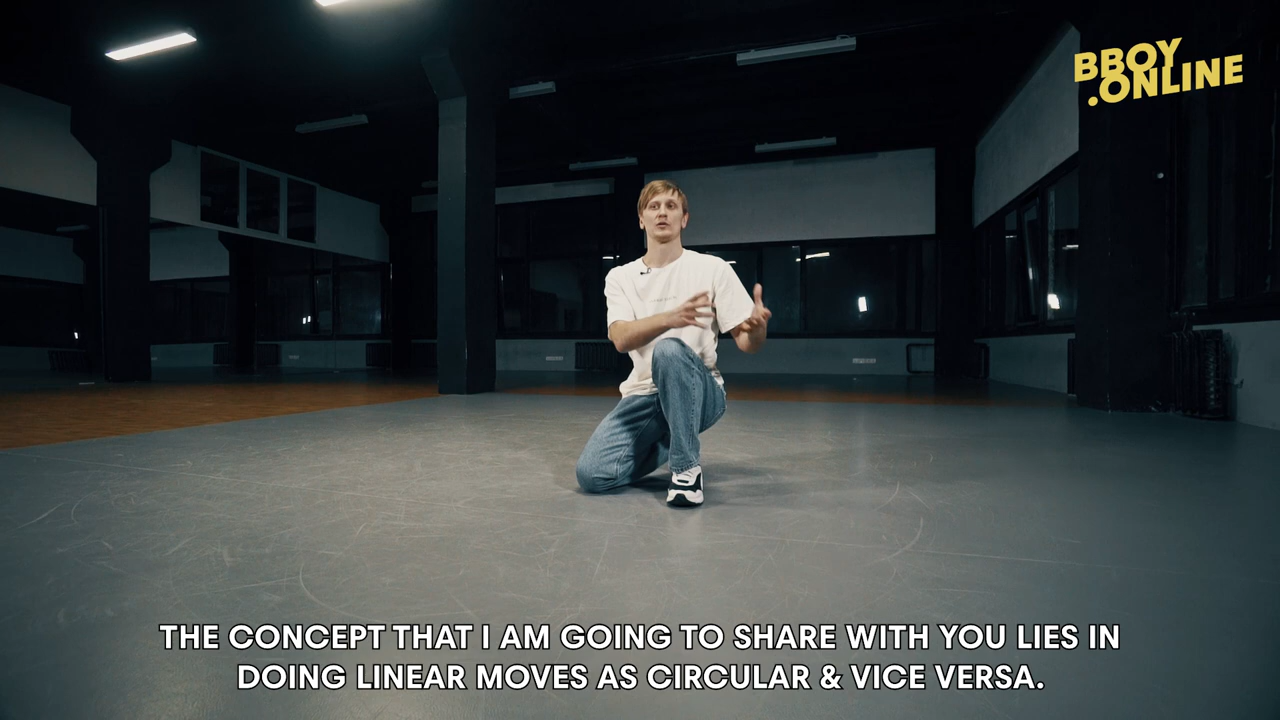 BBOY
.ONLINE
THE CONCEPT THAT I AM GOING TO SHARE WITH YOU LIES IN
DOING LINEAR MOVES AS CIRCULAR & VICE VERSA.